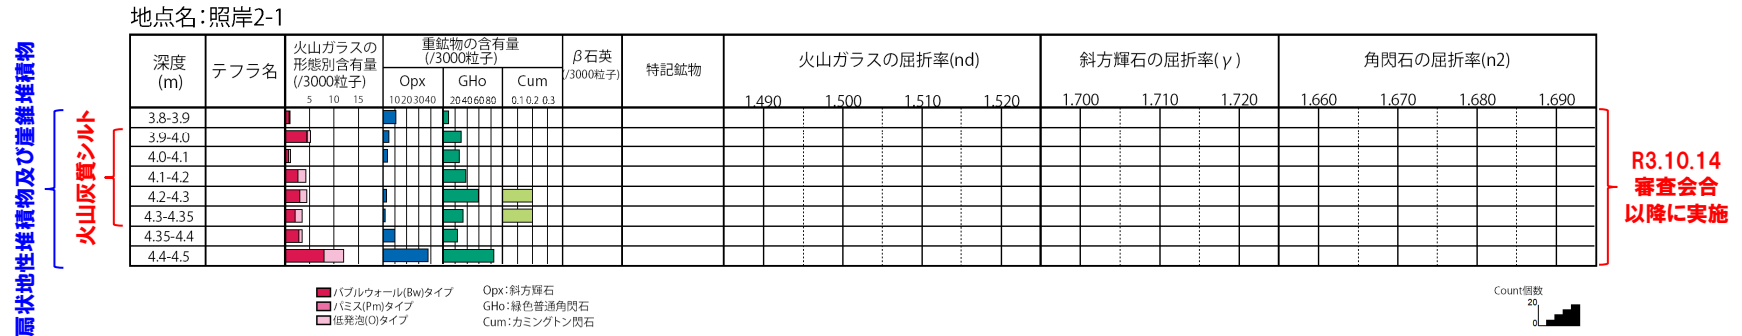 地点名：照岸2-1
深度
(m)
テフラ名
火山ガラスの
形態別含有量
(/3000粒子)
5 10 15
重鉱物の含有量
(/3000粒子)
Opx GHo Cum
10203040 20406080 0.1 0.2 0.3
β石英
(/3000粒子)
特記鉱物
火山ガラスの屈折率(nd)
1.490 1.500 1.510 1.520
斜方輝石の屈折率(γ)
1.700 1.710 1.720
角閃石の屈折率(n2)
1.660 1.670 1.680 1.690
3.8-3.9
3.9-4.0
4.0-4.1
4.1-4.2
4.2-4.3
4.3-4.35
4.35-4.4
4.4-4.5
扇状地性堆積物及び崖錐堆積物
火山灰質シルト
R3.10.14
審査会合
以降に実施
バブルウォール(Bw)タイプ
パミス(Pm)タイプ
低発泡(O)タイプ
Opx：斜方輝石
GHo：緑色普通角閃石
Cum：カミングトン閃石
Count個数
20
0